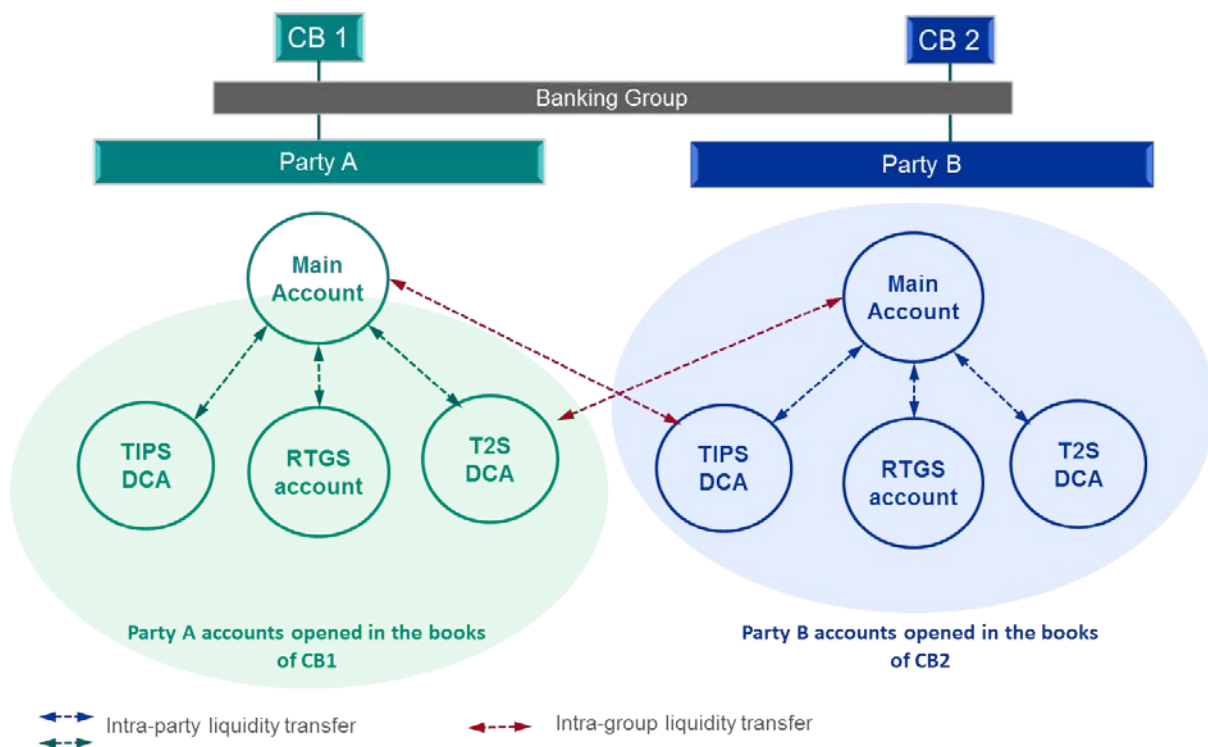 CB 1
CB 2
Banking Group
Party A
Party B
Main
Account
Main
Account
TIPS
DCA
RTGS
account
T2S
DCA
TIPS
DCA
RTGS
account
T2S
DCA
Party A accounts opened in the books
of CB1
Party B accounts opened in the books
of CB2
Intra-party liquidity transfer
Intra-group liquidity transfer